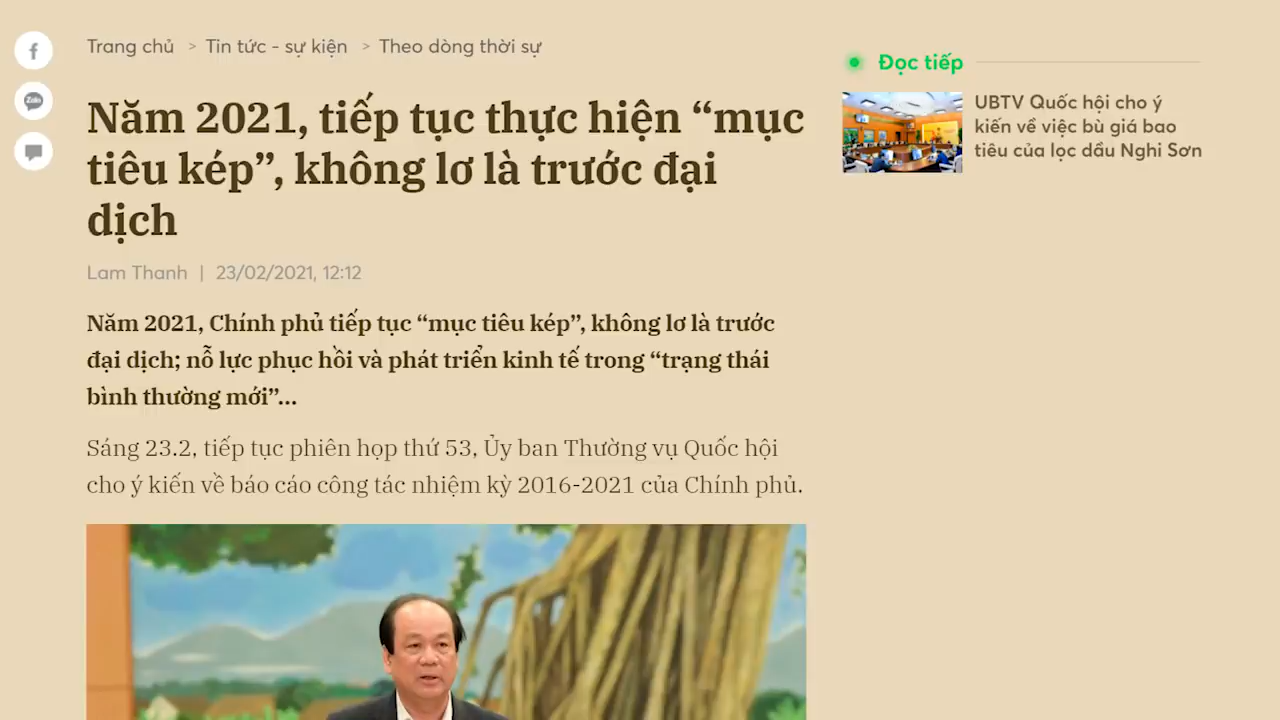 Trang chủ > Tin tức - sự kiện > Theo dòng thời sự
Năm 2021, tiếp tục thực hiện “mục
tiêu kép”, không lơ là trước đại
dịch
Lam Thanh | 23/02/2021, 12:12
Năm 2021, Chính phủ tiếp tục “mục tiêu kép”, không lơ là trước
đại dịch; nỗ lực phục hồi và phát triển kinh tế trong “trạng thái
bình thường mới”...
Sáng 23.2, tiếp tục phiên họp thứ 53, Ủy ban Thường vụ Quốc hội
cho ý kiến về báo cáo công tác nhiệm kỳ 2016-2021 của Chính phủ.
Đọc tiếp
UBTV Quốc hội cho ý
kiến về việc bù giá bao
tiêu của lọc dầu Nghi Sơn
Zalo